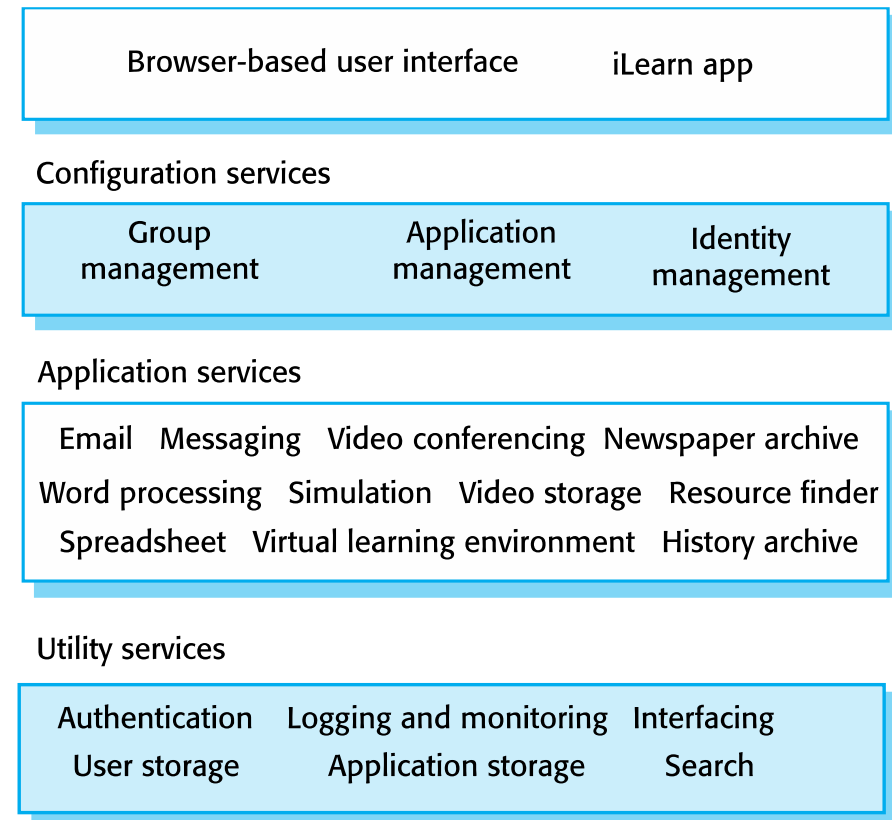 Browser-based user interface iLearn app
Configuration services
Group management
Application management
Identity management
Application services
Email Messaging Video conferencing Newspaper archive
Word processing Simulation Video storage Resource finder
Spreadsheet Virtual learning environment History archive
Utility services
Authentication Logging and monitoring Interfacing
User storage Application storage Search